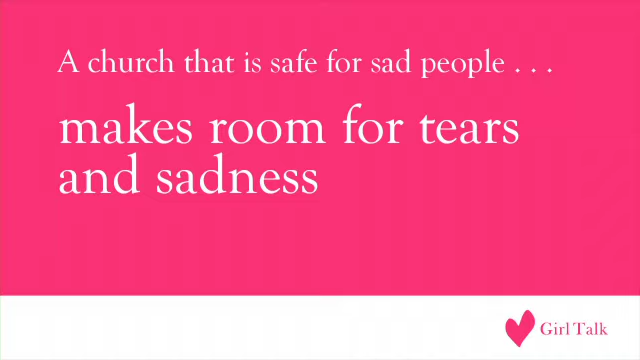 A church that is safe for sad people . . .
makes room for tears
and sadness
Girl Talk